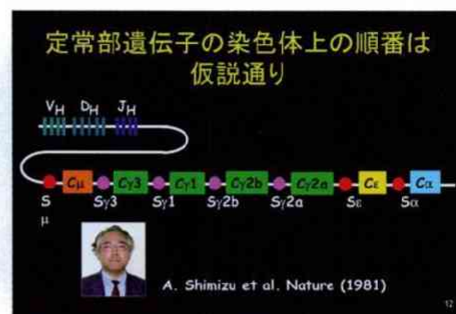 定常部遺伝子の染色体上の順番は
仮説通り
VH DH JH
Cμ Cγ3 Cγ1 Cγ2b Cγ2a Cε Cα
Sμ Sγ3 Sγ1 Sγ2b Sγ2a Sε Sα
A. Shimizu et al. Nature (1981)
12